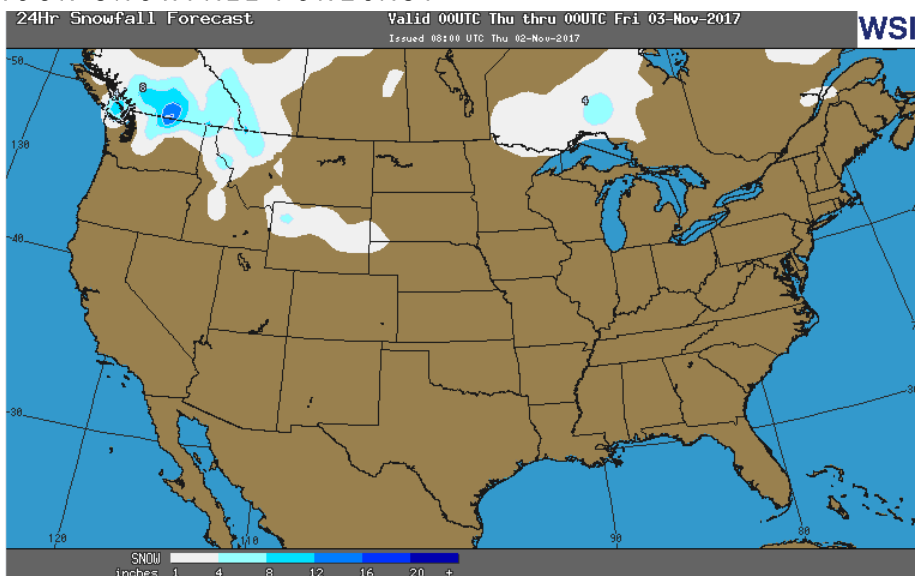 24Hr Snowfall Forecast
Valid 00UTC Thu thru 00UTC Fri 03-Nov-2017
Issued 08:00 UTC Thu 02-Nov-2017
WSI
50
8
4
130
40
30
120
110
90
80
SNOW
inches 1 4 8 12 16 20 +